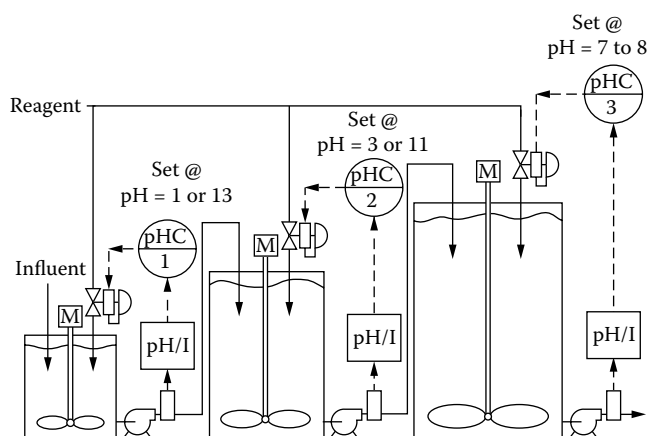 Set @
pH = 7 to 8
pHC
3
Reagent
Set @
pH = 3 or 11
M
Set @
pH = 1 or 13
pHC
2
M
pHC
1
Influent
M
pH/I
pH/I
pH/I